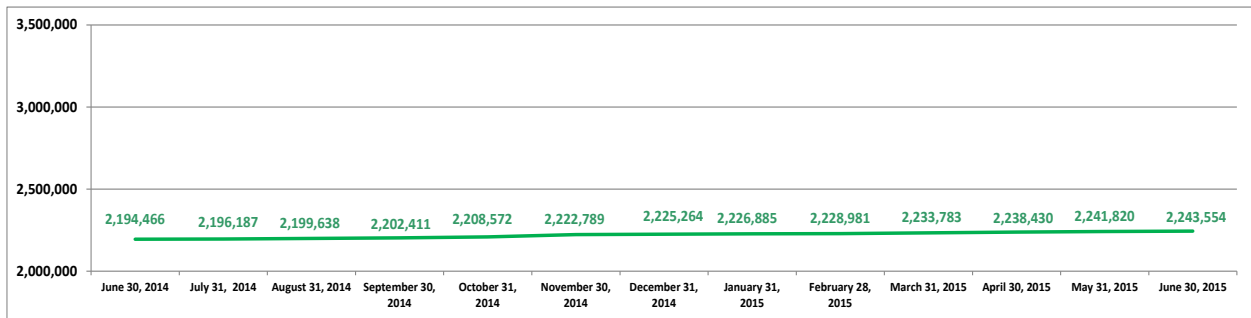 3,500,000
3,000,000
2,500,000
2,194,466 2,196,187 2,199,638 2,202,411 2,208,572 2,222,789 2,225,264 2,226,885 2,228,981 2,233,783 2,238,430 2,241,820 2,243,554
2,000,000
June 30, 2014 July 31, 2014 August 31, 2014 September 30, October 31, November 30, December 31, January 31, February 28, March 31, 2015 April 30, 2015 May 31, 2015 June 30, 2015
2014 2014 2014 2014 2015 2015